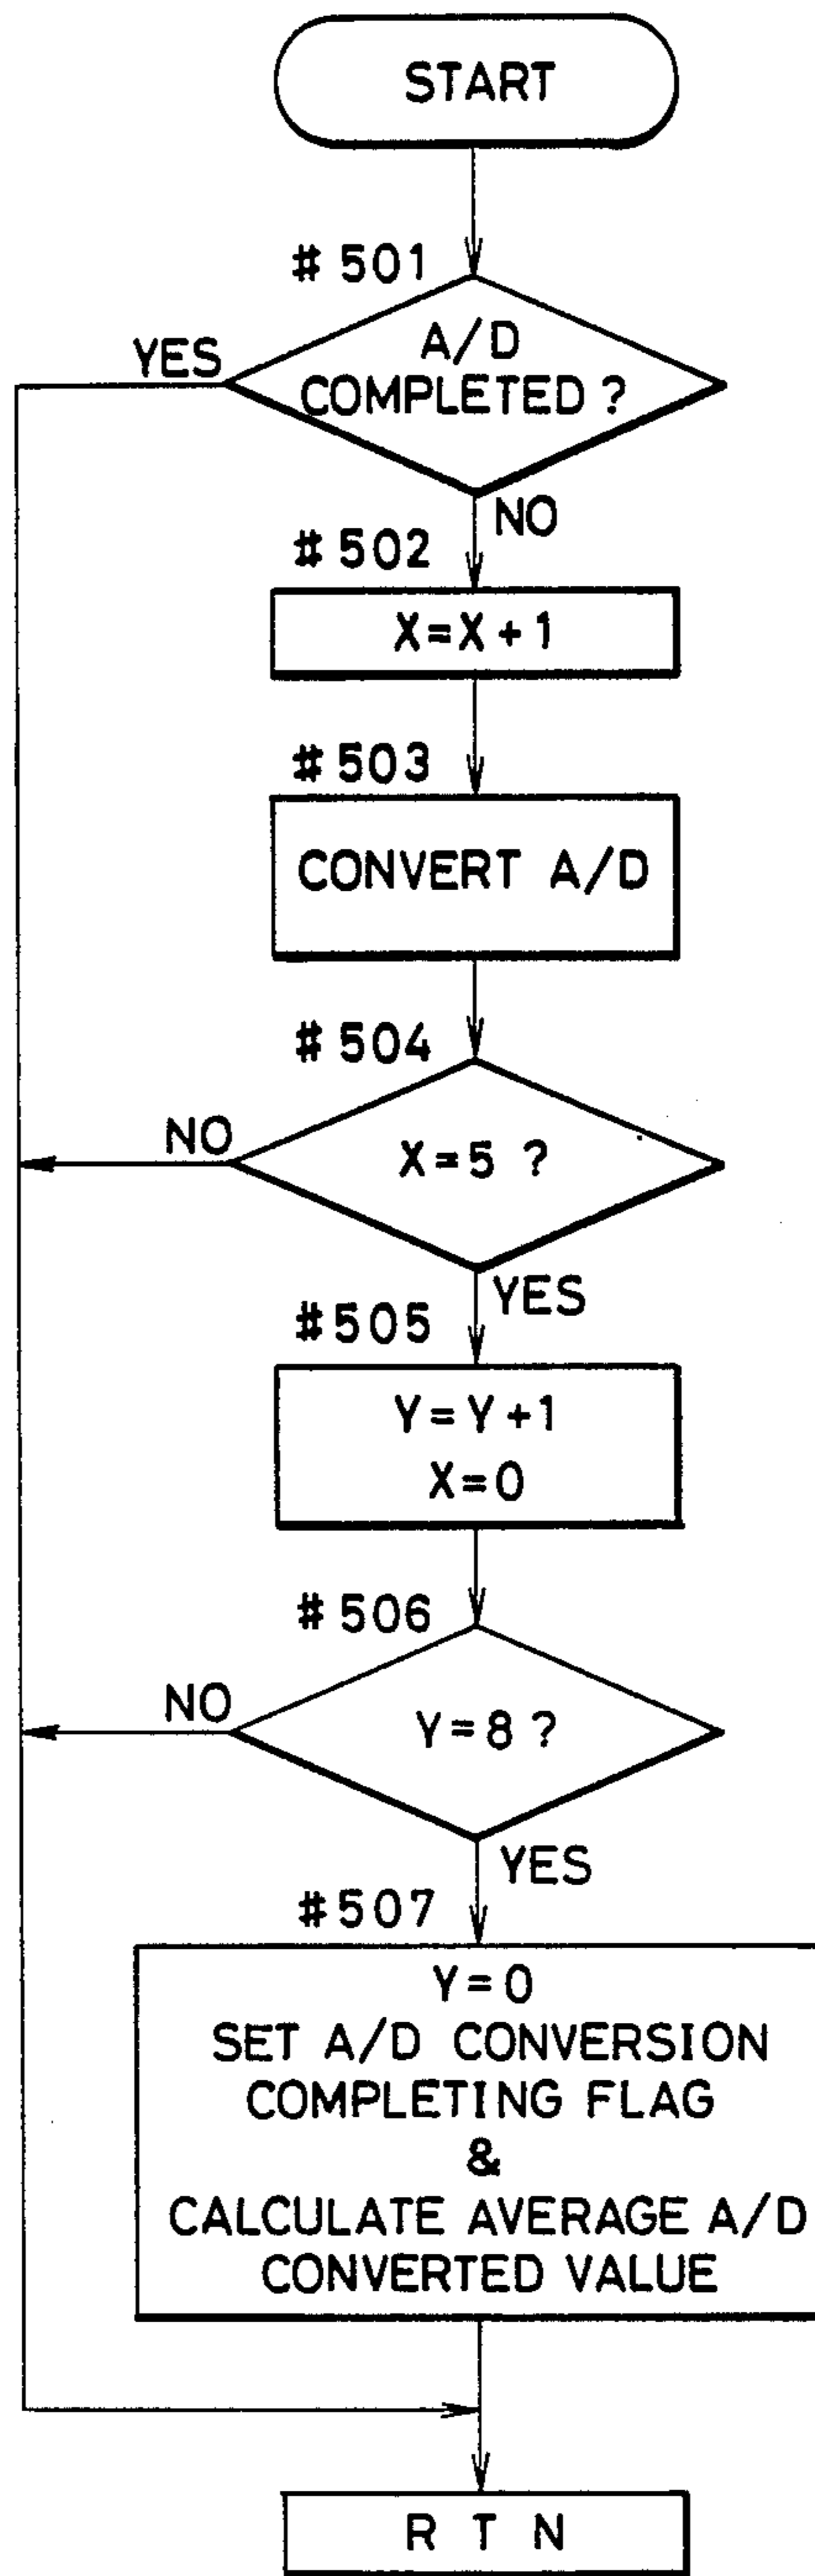 START
# 501
A/D
COMPLETED ?
YES
NO
# 502
X=X+1
# 503
CONVERT A/D
# 504
X=5 ?
NO
YES
#505
Y=Y+1
X=0
# 506
Y=8 ?
NO
YES
#507
Y=0
SET A/D CONVERSION
COMPLETING FLAG
&
CALCULATE AVERAGE A/D
CONVERTED VALUE
R T N